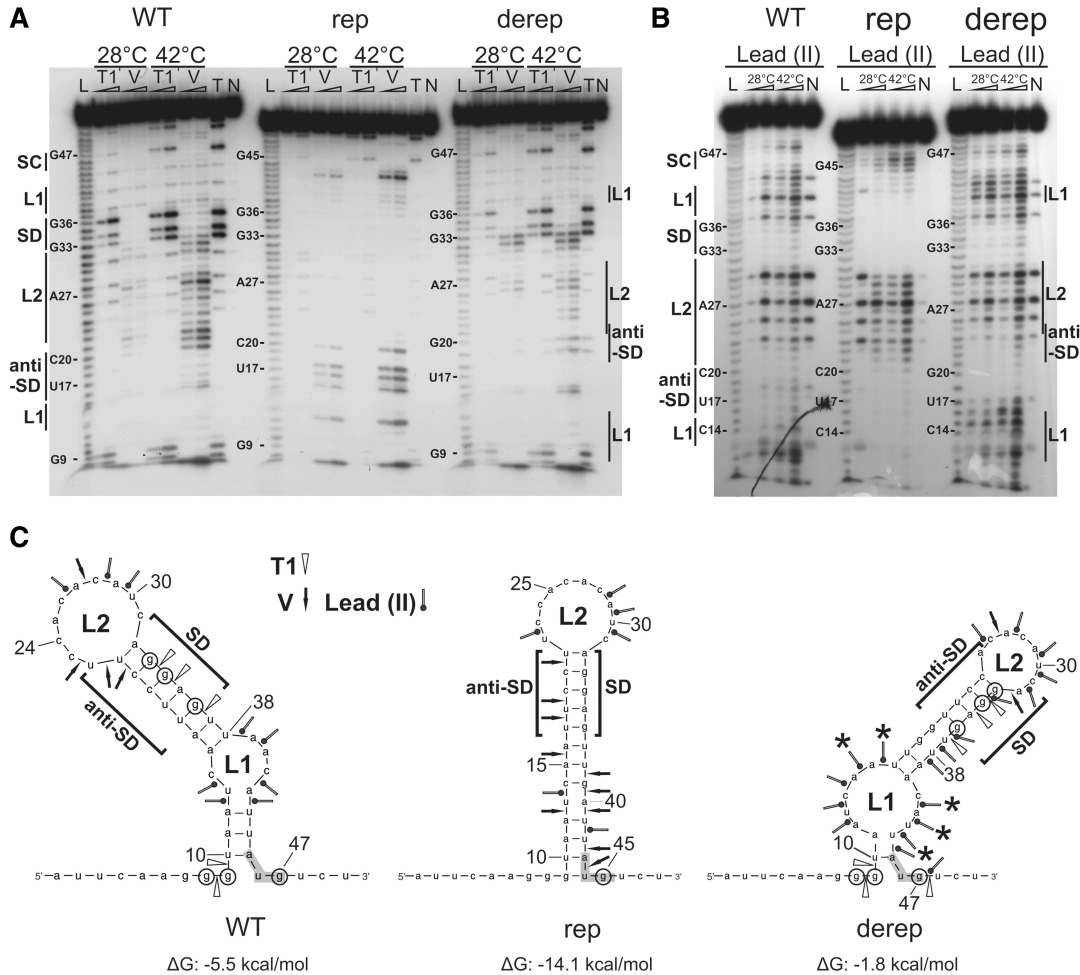 A
WT rep derep
28°C 42°C 28°C 42°C 28°C 42°C
L T1 V T1 V T N L T1 V T1 V T N L T1 V T1 V T N
SC
L1
SD
L2
anti
-SD
L1
G47
G36
G33
A27
C20
U17
G9
G45
G36
G33
A27
C20
U17
G9
G47
G36
G33
A27
G20
U17
G9
L1
L2
anti
-SD
L1
B
WT rep derep
Lead (II) Lead (II) Lead (II)
L 28°C 42°C N L 28°C 42°C N L 28°C 42°C N
SC
L1
SD
L2
anti
-SD
L1
G47
G36
G33
A27
C20
U17
C14
G45
G36
G33
A27
C20
U17
C14
G47
G36
G33
A27
G20
U17
C14
L1
L2
anti
-SD
L1
C
T1
V Lead (II)
L2
24
30
SD
anti-SD
38
L1
10
47
5'-a-u-u-c-a-a-g-g-g
u-g-u-c-u-3'
WT
ΔG: -5.5 kcal/mol
25
L2
30
anti-SD
SD
15
40
10
45
5'-a-u-u-c-a-a-g-g-g
g-u-c-u-3'
rep
ΔG: -14.1 kcal/mol
anti-SD
L2
30
SD
38
* *
L1
*
*
*
10
47
5'-a-u-u-c-a-a-g-g-g
u-g-u-c-u-3'
derep
ΔG: -1.8 kcal/mol